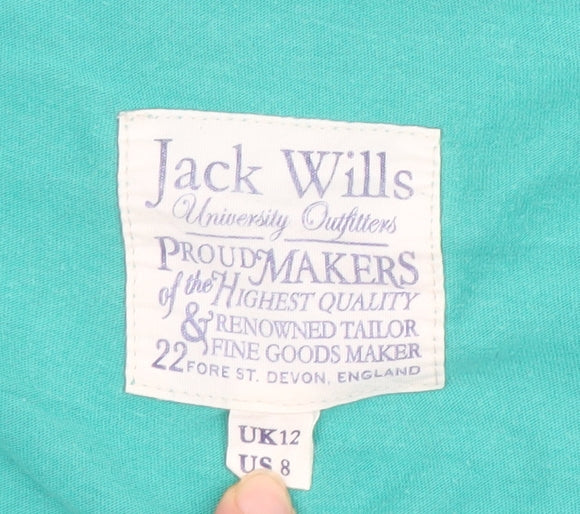 Jack Wills
University Outfitters
PROUD MAKERS
of the HIGHEST QUALITY
& RENOWNED TAILOR
FINE GOODS MAKER
22 FORE ST. DEVON, ENGLAND
UK 12
US 8